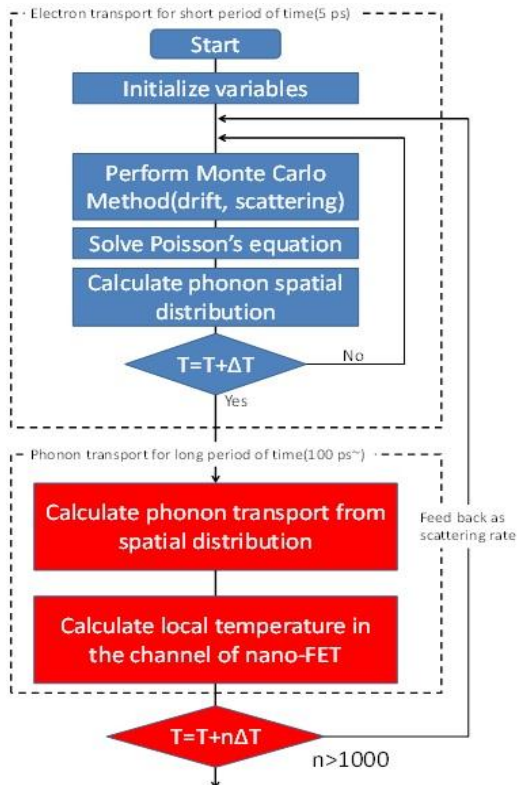 Electron transport for short period of time(5 ps)
Start
Initialize variables
Perform Monte Carlo
Method(drift, scattering)
Solve Poisson's equation
Calculate phonon spatial
distribution
T=T+ΔT
No
Yes
Phonon transport for long period of time(100 ps~)
Calculate phonon transport from
spatial distribution
Feed back as
scattering rate
Calculate local temperature in
the channel of nano-FET
T=T+nΔT
n>1000